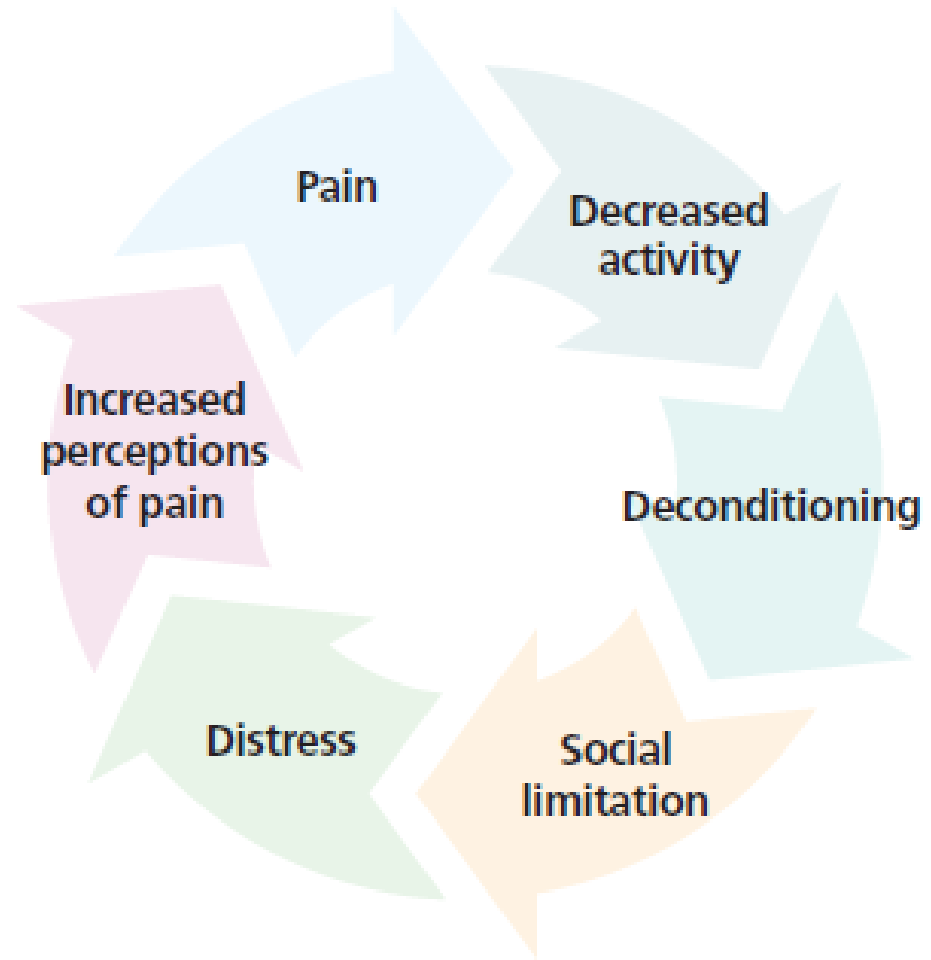 Pain
Decreased
activity
Deconditioning
Social
limitation
Distress
Increased
perceptions
of pain